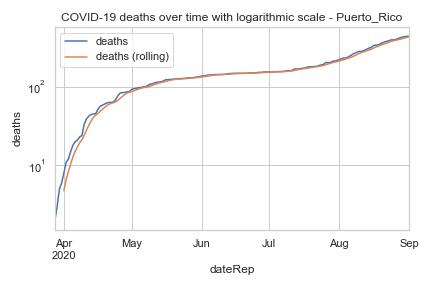 COVID-19 deaths over time with logarithmic scale - Puerto_Rico
deaths
deaths (rolling)
10²
10¹
deaths
Apr May Jun Jul Aug Sep
2020
dateRep